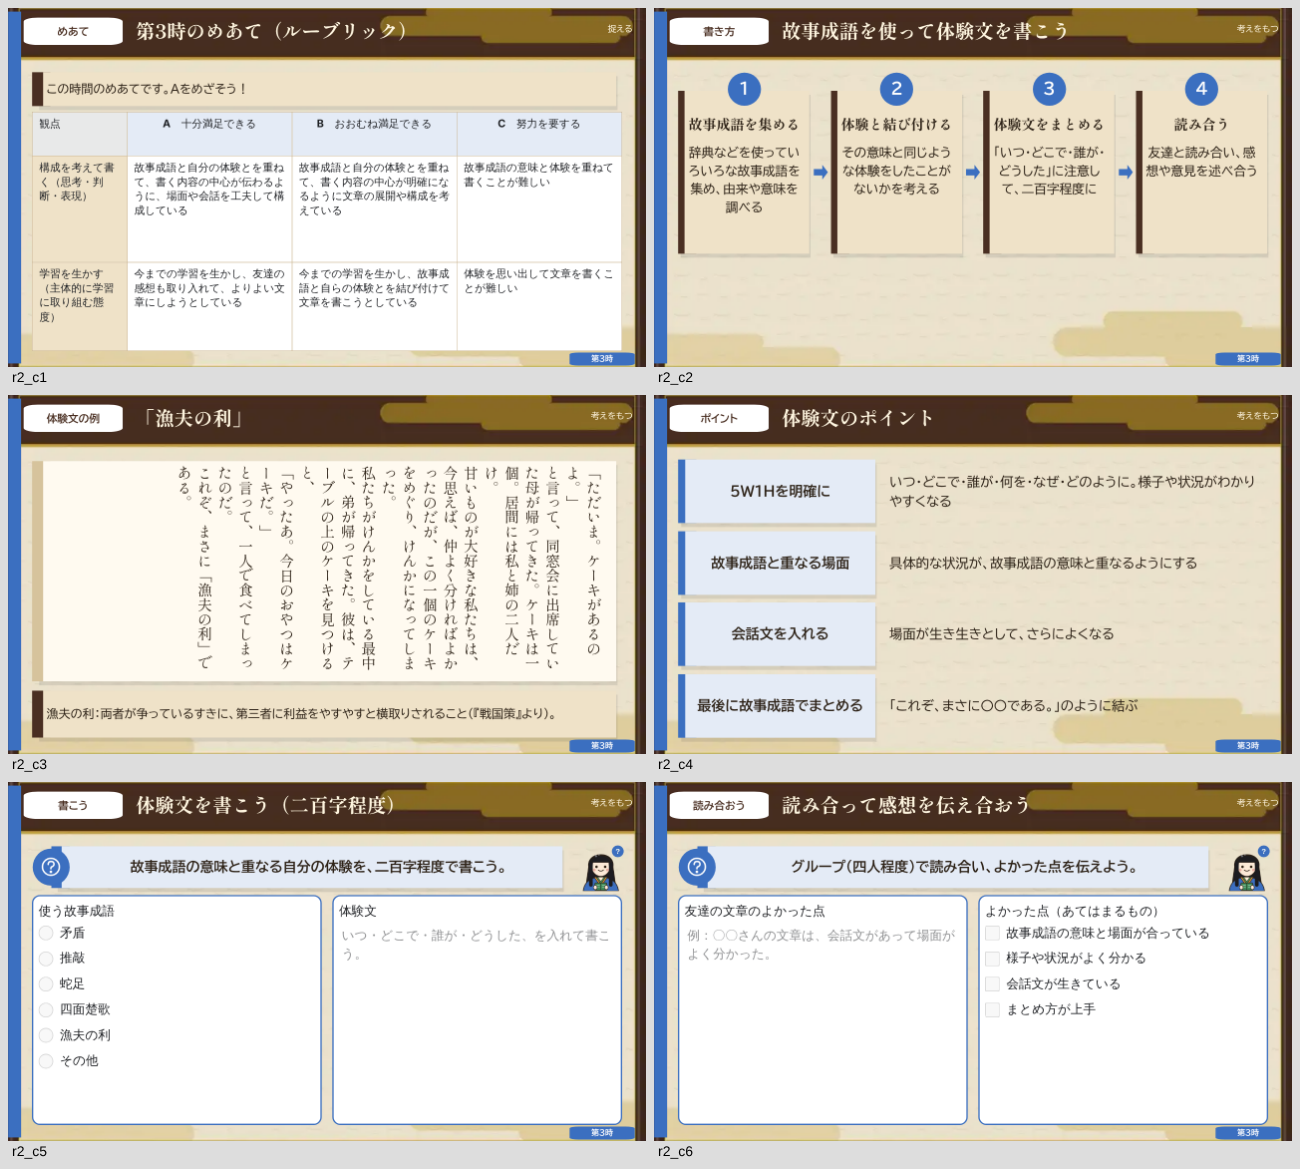 めあて
第3時のめあて（ルーブリック）
捉える
この時間のめあてです。Aをめざそう！
観点
A　十分満足できる
B　おおむね満足できる
C　努力を要する
構成を考えて書
く（思考・判
断・表現）
故事成語と自分の体験とを重ね
て、書く内容の中心が伝わるよ
うに、場面や会話を工夫して構
成している
故事成語と自分の体験とを重ね
て、書く内容の中心が明確にな
るように文章の展開や構成を考
えている
故事成語の意味と体験を重ねて
書くことが難しい
学習を生かす
（主体的に学習
に取り組む態
度）
今までの学習を生かし、友達の
感想も取り入れて、よりよい文
章にしようとしている
今までの学習を生かし、故事成
語と自らの体験とを結び付けて
文章を書こうとしている
体験を思い出して文章を書くこ
とが難しい
第3時
r2_c1
書き方
故事成語を使って体験文を書こう
考えをもつ
1
故事成語を集める
辞典などを使ってい
ろいろな故事成語を
集め、由来や意味を
調べる
2
体験と結び付ける
その意味と同じよう
な体験をしたことが
ないかを考える
3
体験文をまとめる
「いつ・どこで・誰が・
どうした」に注意し
て、二百字程度に
4
読み合う
友達と読み合い、感
想や意見を述べ合う
第3時
r2_c2
体験文の例
「漁夫の利」
考えをもつ
「ただいま。ケーキがあるの
よ。」
と言って、同窓会に出席してい
た母が帰ってきた。ケーキは一
個。居間には私と姉の二人だ
け。
甘いものが大好きな私たちは、
今思えば、仲よく分ければよか
ったのだが、この一個のケーキ
をめぐり、けんかになってしま
った。
私たちがけんかをしている最中
に、弟が帰ってきた。彼は、テ
ーブルの上のケーキを見つける
と、
「やったあ。今日のおやつはケ
ーキだ。」
と言って、一人で食べてしまっ
たのだ。
これぞ、まさに「漁夫の利」で
ある。
漁夫の利：両者が争っているすきに、第三者に利益をやすやすと横取りされること（『戦国策』より）。
第3時
r2_c3
ポイント
体験文のポイント
考えをもつ
5W1Hを明確に
いつ・どこで・誰が・何を・なぜ・どのように。様子や状況がわかり
やすくなる
故事成語と重なる場面
具体的な状況が、故事成語の意味と重なるようにする
会話文を入れる
場面が生き生きとして、さらによくなる
最後に故事成語でまとめる
「これぞ、まさに〇〇である。」のように結ぶ
第3時
r2_c4
書こう
体験文を書こう（二百字程度）
考えをもつ
?
故事成語の意味と重なる自分の体験を、二百字程度で書こう。
?
使う故事成語
矛盾
推敲
蛇足
四面楚歌
漁夫の利
その他
体験文
いつ・どこで・誰が・どうした、を入れて書こ
う。
第3時
r2_c5
読み合おう
読み合って感想を伝え合おう
考えをもつ
?
グループ（四人程度）で読み合い、よかった点を伝えよう。
?
友達の文章のよかった点
例：〇〇さんの文章は、会話文があって場面が
よく分かった。
よかった点（あてはまるもの）
故事成語の意味と場面が合っている
様子や状況がよく分かる
会話文が生きている
まとめ方が上手
第3時
r2_c6